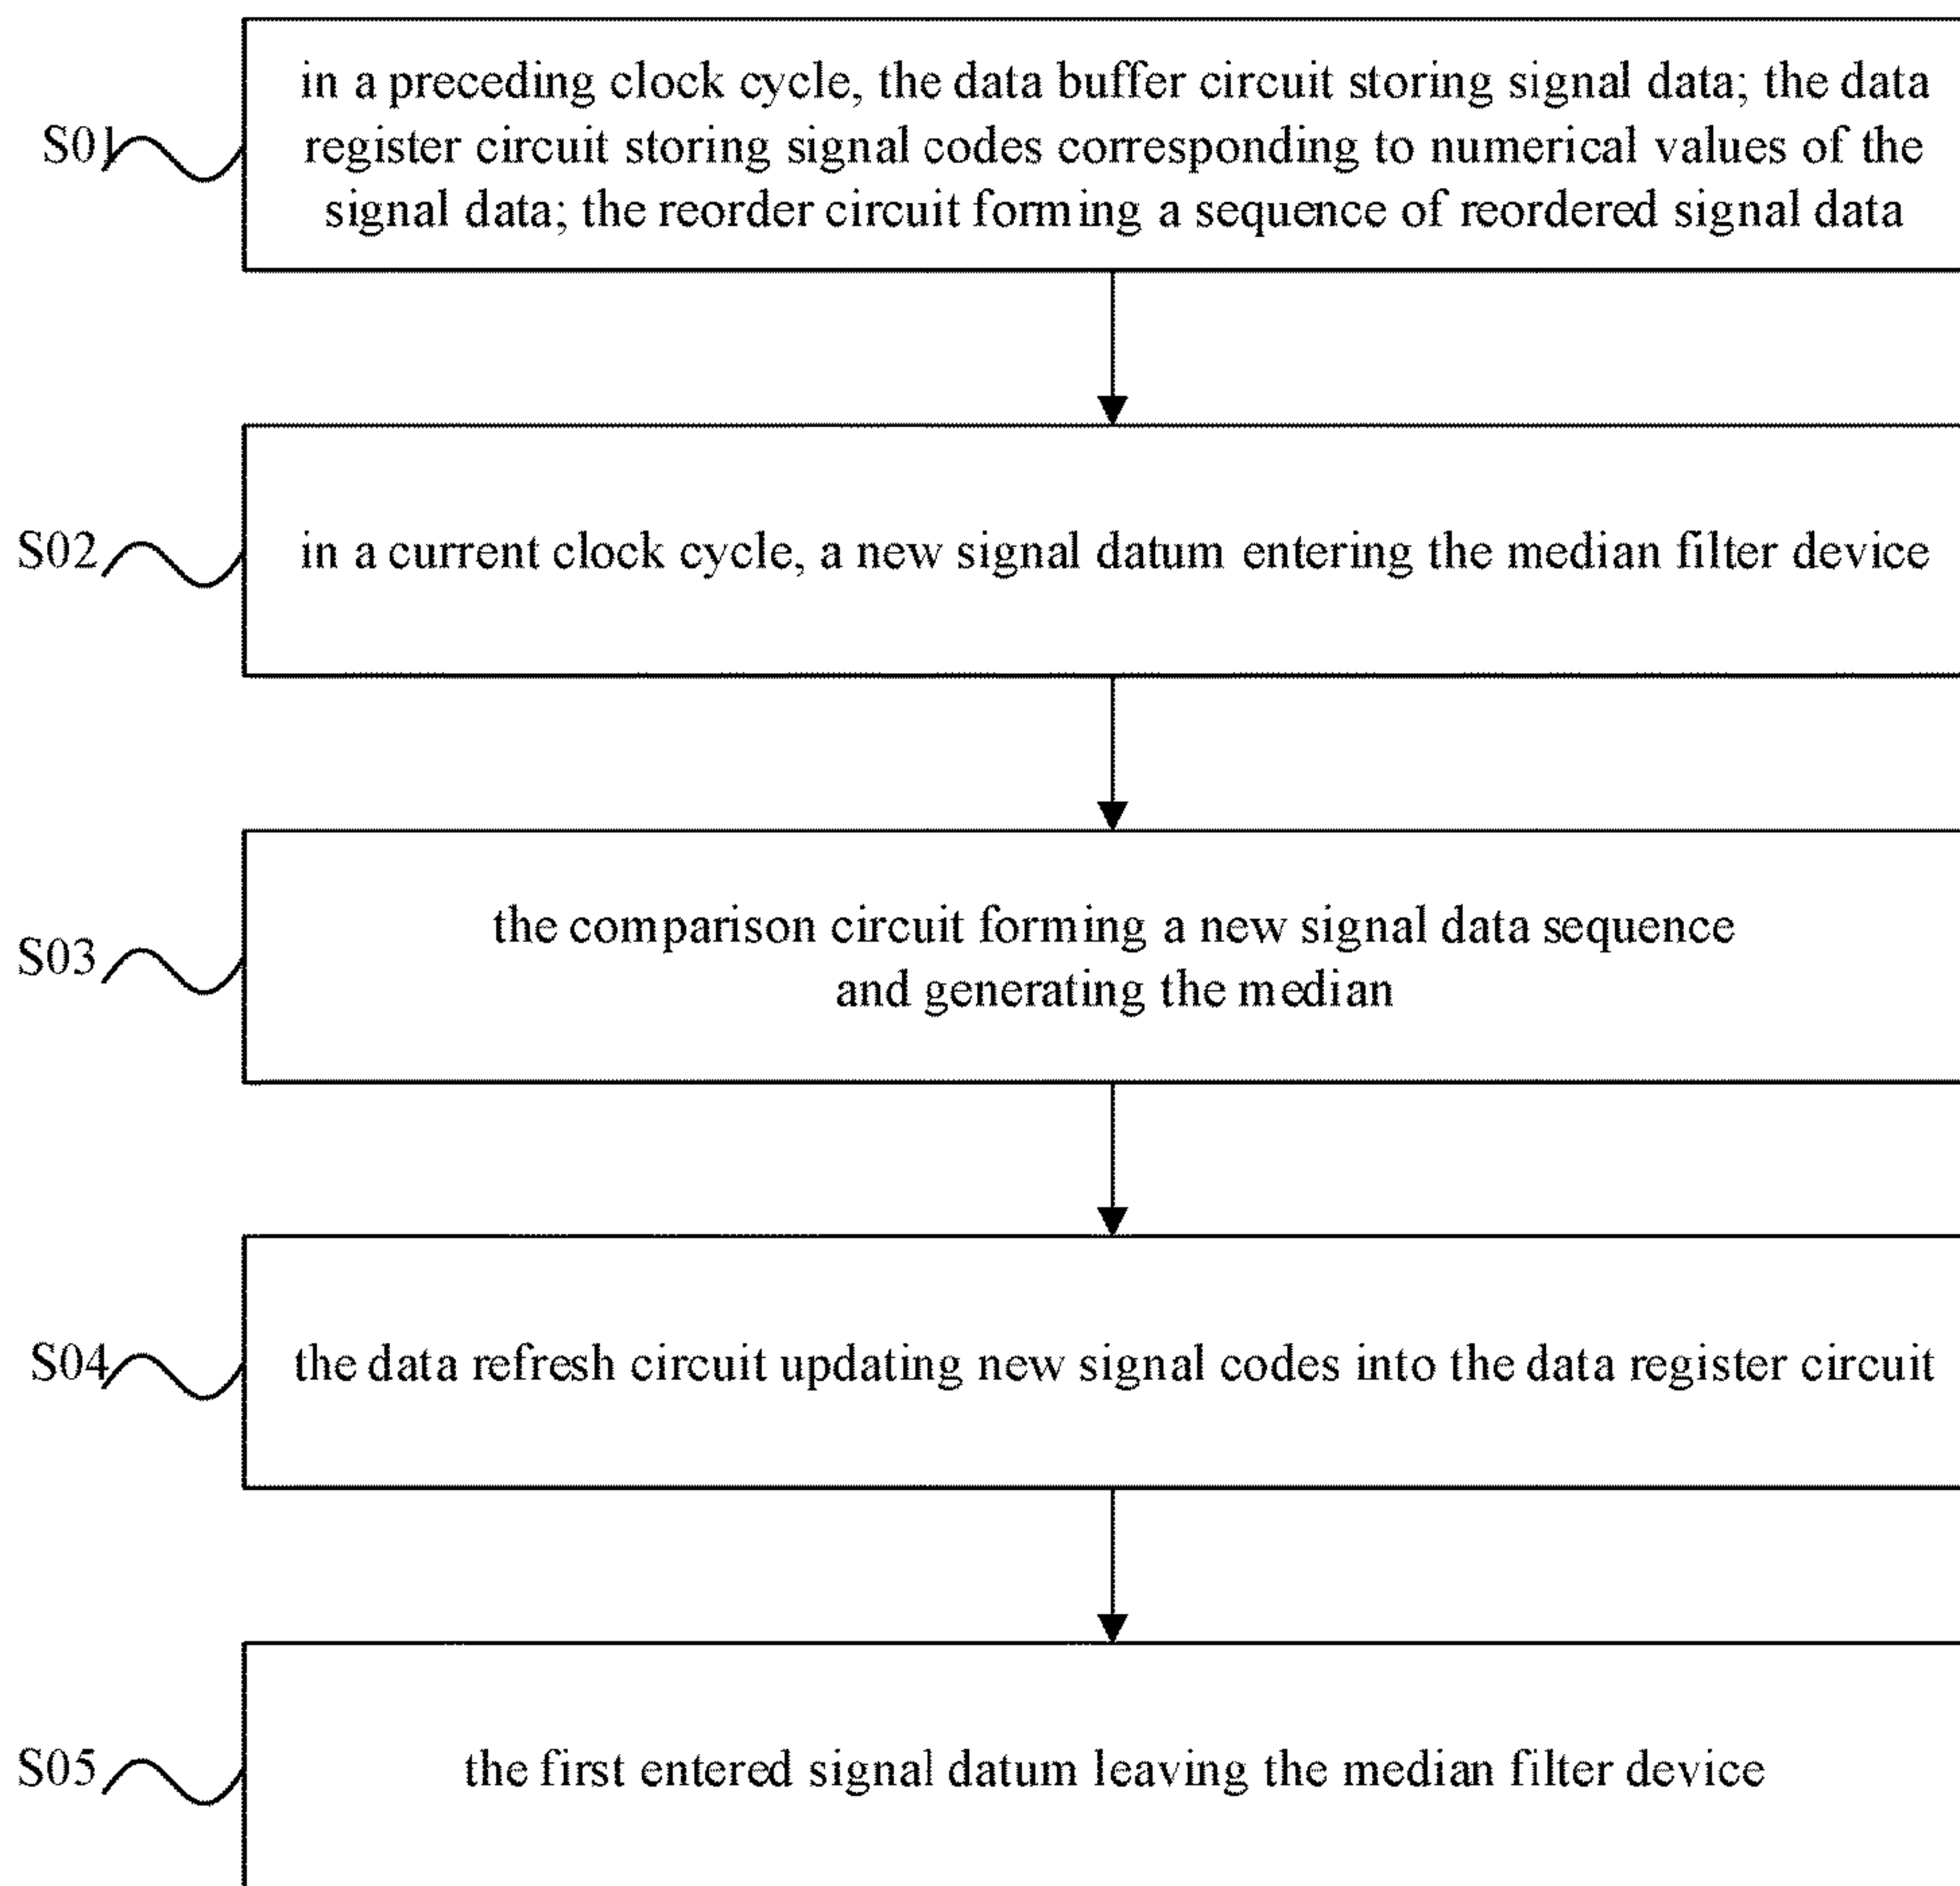 S01
in a preceding clock cycle, the data buffer circuit storing signal data; the data
register circuit storing signal codes corresponding to numerical values of the
signal data; the reorder circuit forming a sequence of reordered signal data
S02
in a current clock cycle, a new signal datum entering the median filter device
S03
the comparison circuit forming a new signal data sequence
and generating the median
S04
the data refresh circuit updating new signal codes into the data register circuit
S05
the first entered signal datum leaving the median filter device